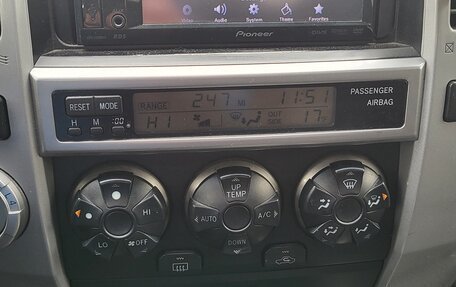 Video Audio System Theme Favorites
RDS Pioneer
RESET MODE RANGE 247 MI 11:51 PASSENGER
AIRBAG
H M :00 HI OUT SIDE 17
UP
TEMP
HI AUTO A/C
LO OFF DOWN